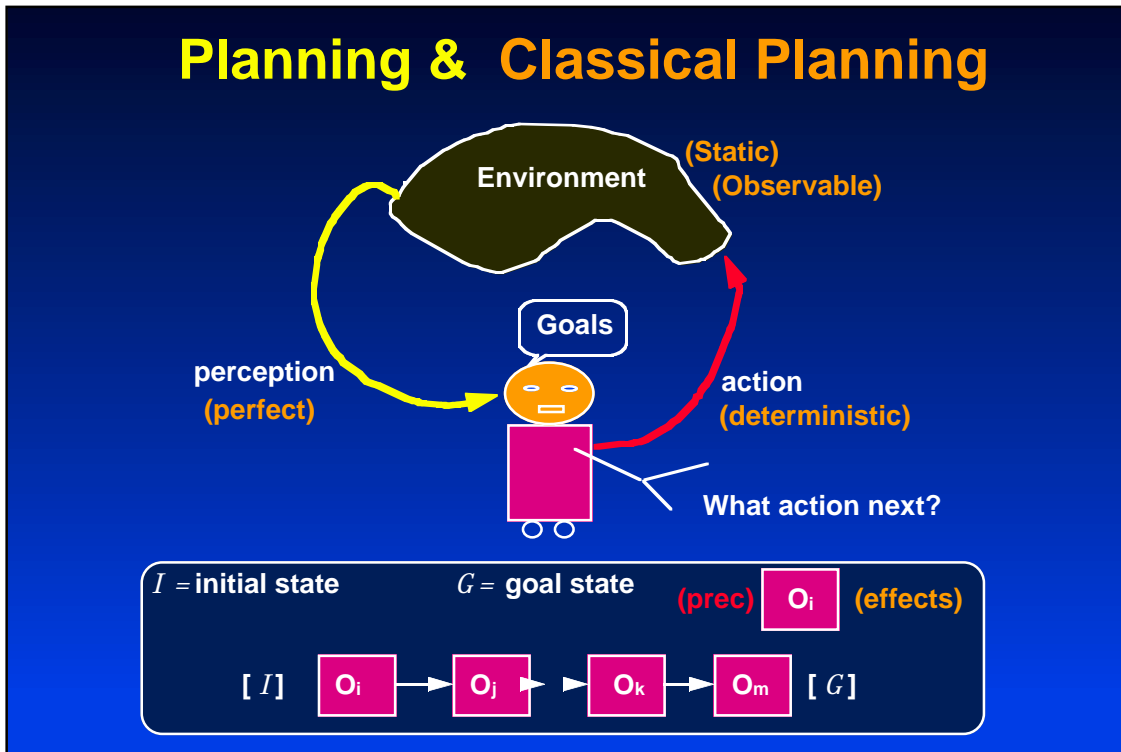 Planning & Classical Planning
Environment
(Static)
(Observable)
Goals
perception
(perfect)
action
(deterministic)
What action next?
I = initial state
G = goal state
(prec) Oi (effects)
[ I ] Oi Oj Ok Om [ G ]